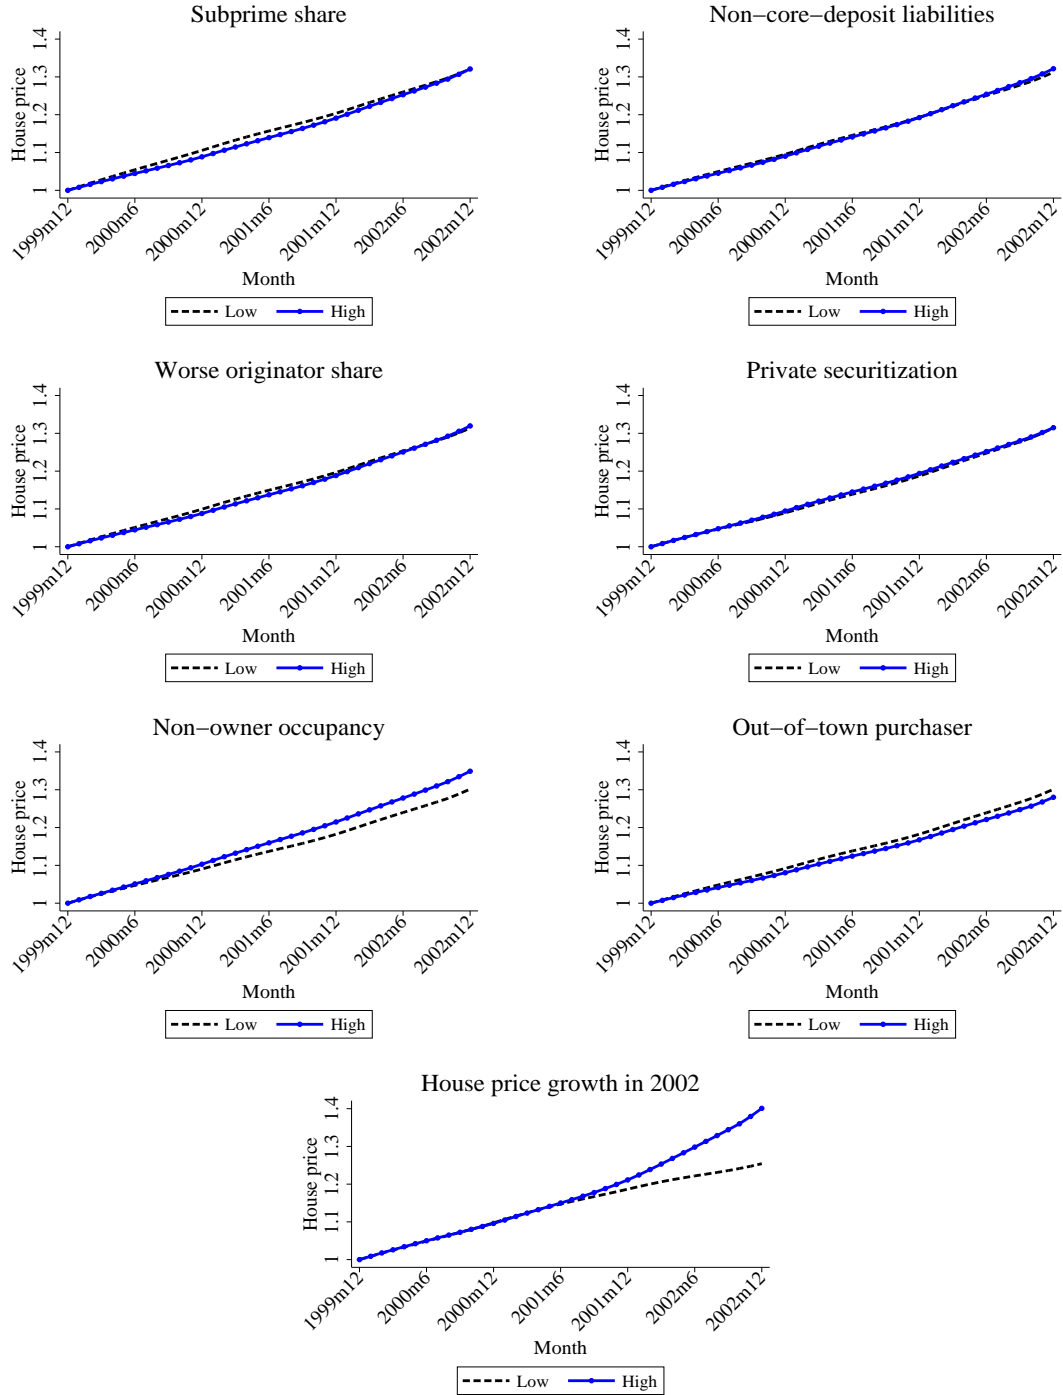 Subprime share
House price
1.4
1.3
1.2
1.1
1
1999m12
2000m6
2000m12
2001m6
2001m12
2002m6
2002m12
Month
Low High
Non−core−deposit liabilities
House price
1.4
1.3
1.2
1.1
1
1999m12
2000m6
2000m12
2001m6
2001m12
2002m6
2002m12
Month
Low High
Worse originator share
House price
1.4
1.3
1.2
1.1
1
1999m12
2000m6
2000m12
2001m6
2001m12
2002m6
2002m12
Month
Low High
Private securitization
House price
1.4
1.3
1.2
1.1
1
1999m12
2000m6
2000m12
2001m6
2001m12
2002m6
2002m12
Month
Low High
Non−owner occupancy
House price
1.4
1.3
1.2
1.1
1
1999m12
2000m6
2000m12
2001m6
2001m12
2002m6
2002m12
Month
Low High
Out−of−town purchaser
House price
1.4
1.3
1.2
1.1
1
1999m12
2000m6
2000m12
2001m6
2001m12
2002m6
2002m12
Month
Low High
House price growth in 2002
House price
1.4
1.3
1.2
1.1
1
1999m12
2000m6
2000m12
2001m6
2001m12
2002m6
2002m12
Month
Low High